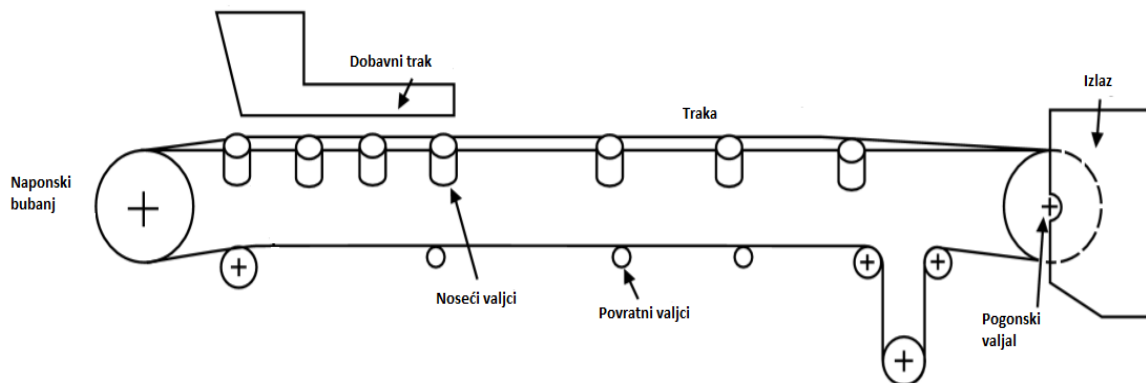 Dobavni trak
Izlaz
Traka
Naponski
bubanj
Noseći valjci
Povratni valjci
Pogonski
valjal